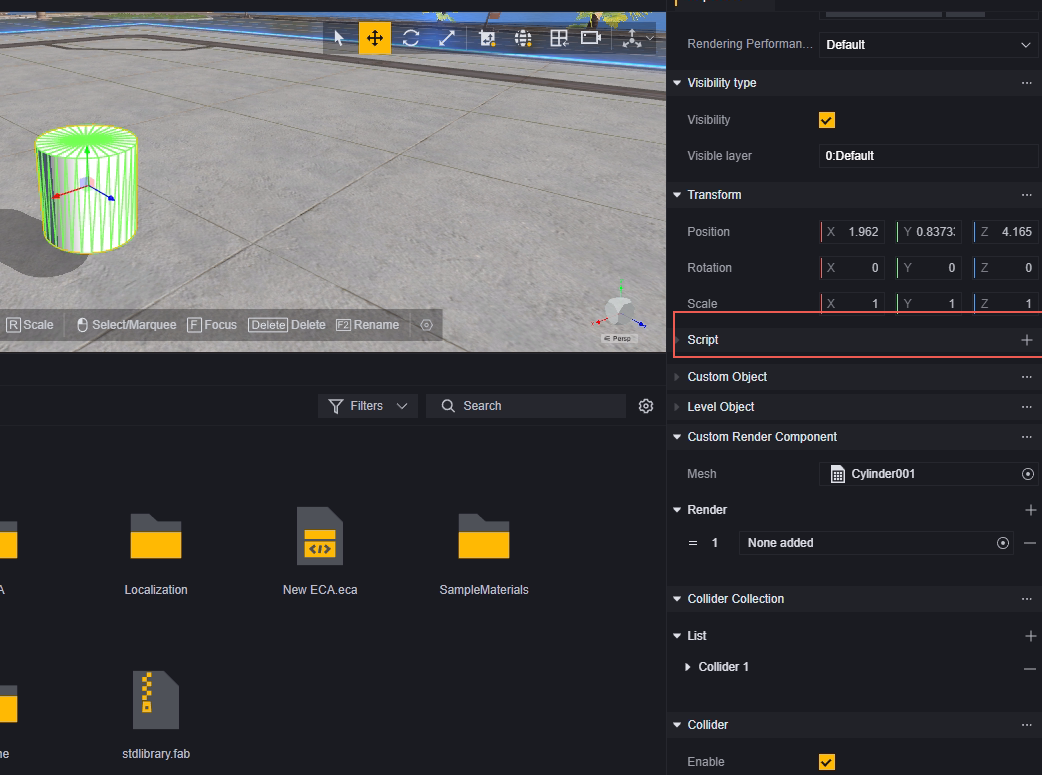 Rendering Performan... Default
Visibility type
Visibility
Visible layer 0:Default
Transform
Position X 1.962 Y 0.8373 Z 4.165
Rotation X 0 Y 0 Z 0
Scale X 1 Y 1 Z 1
R Scale Select/Marquee F Focus Delete Delete F2 Rename
Persp
Script
Custom Object
Level Object
Custom Render Component
Mesh Cylinder001
Render
1 None added
Collider Collection
List
Collider 1
Collider
Enable
Filters Search
Localization New ECA.eca SampleMaterials
stdlibrary.fab